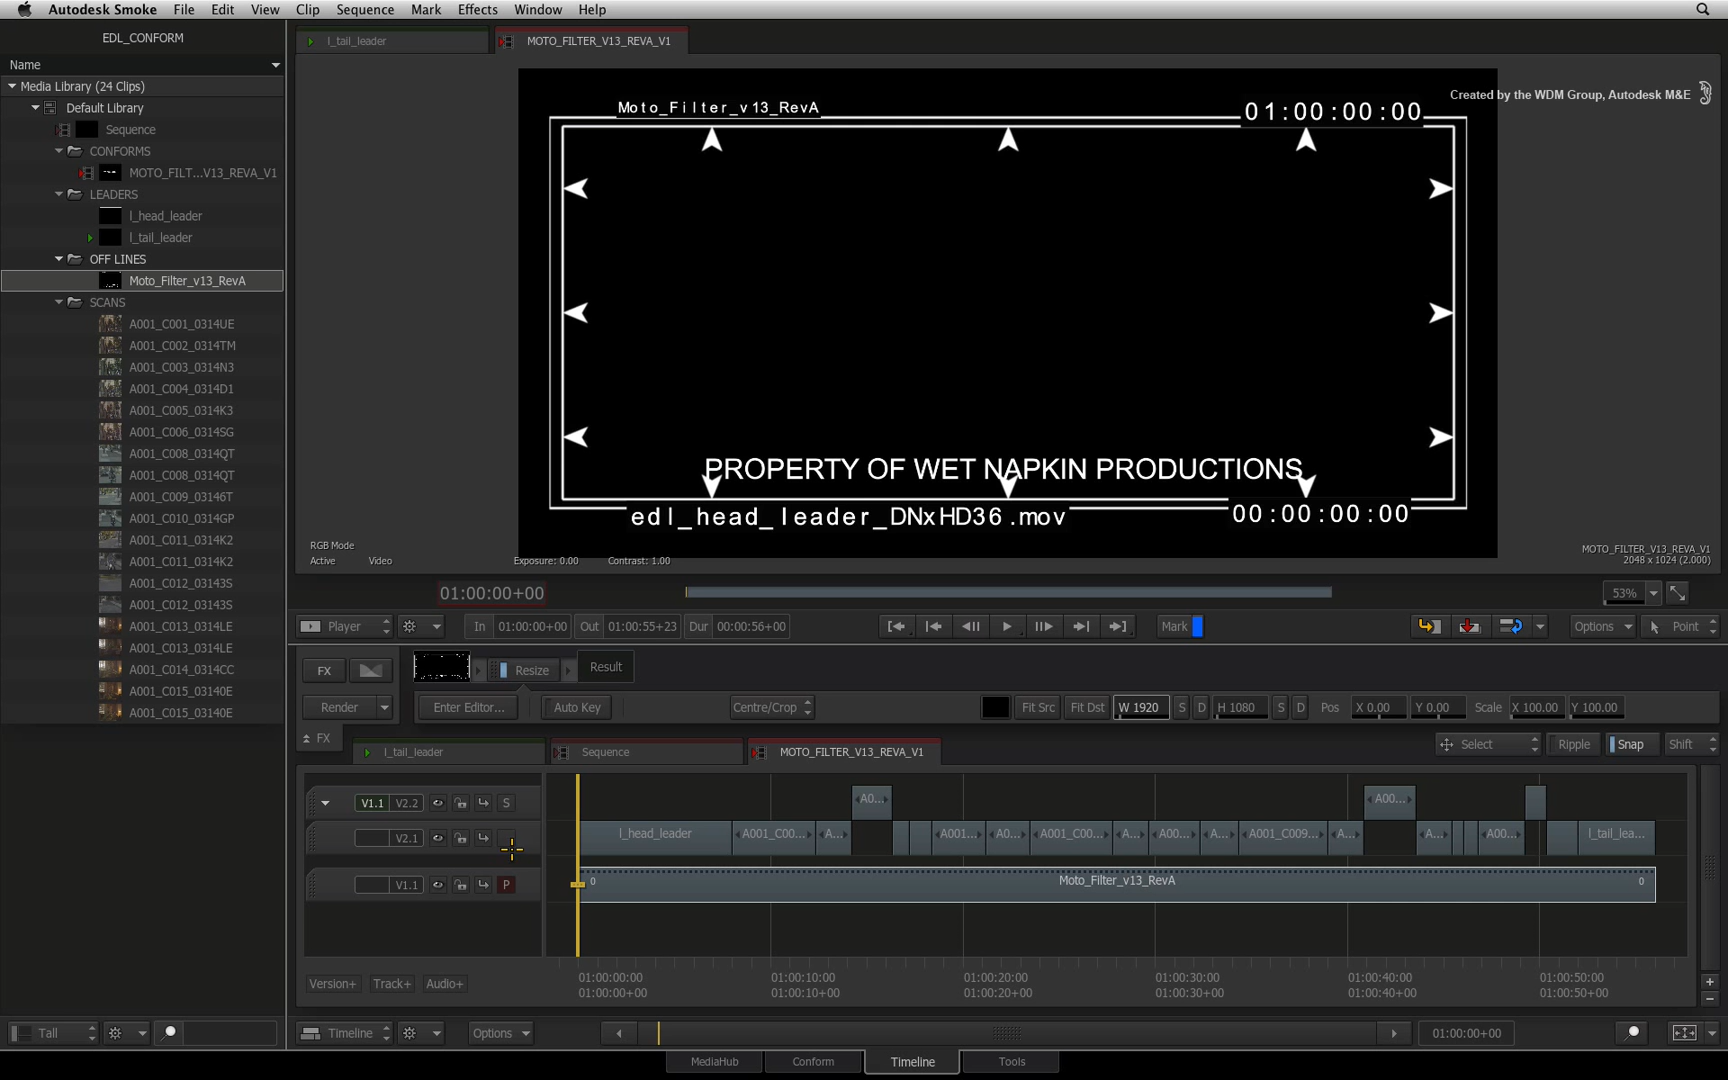 Autodesk Smoke File Edit View Clip Sequence Mark Effects Window Help
EDL_CONFORM
Name
Media Library (24 Clips)
Default Library
Sequence
CONFORMS
MOTO_FILT...V13_REVA_V1
LEADERS
l_head_leader
l_tail_leader
OFF LINES
Moto_Filter_v13_RevA
SCANS
A001_C001_0314UE
A001_C002_0314TM
A001_C003_0314N3
A001_C004_0314D1
A001_C005_0314K3
A001_C006_0314SG
A001_C008_0314QT
A001_C008_0314QT
A001_C009_03146T
A001_C010_0314GP
A001_C011_0314K2
A001_C011_0314K2
A001_C012_03143S
A001_C012_03143S
A001_C013_0314LE
A001_C013_0314LE
A001_C014_0314CC
A001_C015_03140E
A001_C015_03140E
Tall
l_tail_leader MOTO_FILTER_V13_REVA_V1
Moto_Filter_v13_RevA 01:00:00:00
Created by the WDM Group, Autodesk M&E
PROPERTY OF WET NAPKIN PRODUCTIONS
edl_head_leader_DNxHD36.mov 00:00:00:00
RGB Mode
Active Video Exposure: 0.00 Contrast: 1.00
MOTO_FILTER_V13_REVA_V1
2048 x 1024 (2.000)
01:00:00+00 53%
Player In 01:00:00+00 Out 01:00:55+23 Dur 00:00:56+00 Mark Options Point
FX Resize Result
Render Enter Editor... Auto Key Centre/Crop Fit Src Fit Dst W 1920 S D H 1080 S D Pos X 0.00 Y 0.00 Scale X 100.00 Y 100.00
FX
l_tail_leader Sequence MOTO_FILTER_V13_REVA_V1 Select Ripple Snap Shift
V1.1 V2.2 S A0... A00...
V2.1 l_head_leader A001_C00... A... A001... A0... A001_C00... A... A00... A... A001_C009... A... A... A00... l_tail_lea...
V1.1 P 0 Moto_Filter_v13_RevA 0
Version+ Track+ Audio+
01:00:00:00 01:00:10:00 01:00:20:00 01:00:30:00 01:00:40:00 01:00:50:00
01:00:00+00 01:00:10+00 01:00:20+00 01:00:30+00 01:00:40+00 01:00:50+00
Timeline Options 01:00:00+00
MediaHub Conform Timeline Tools